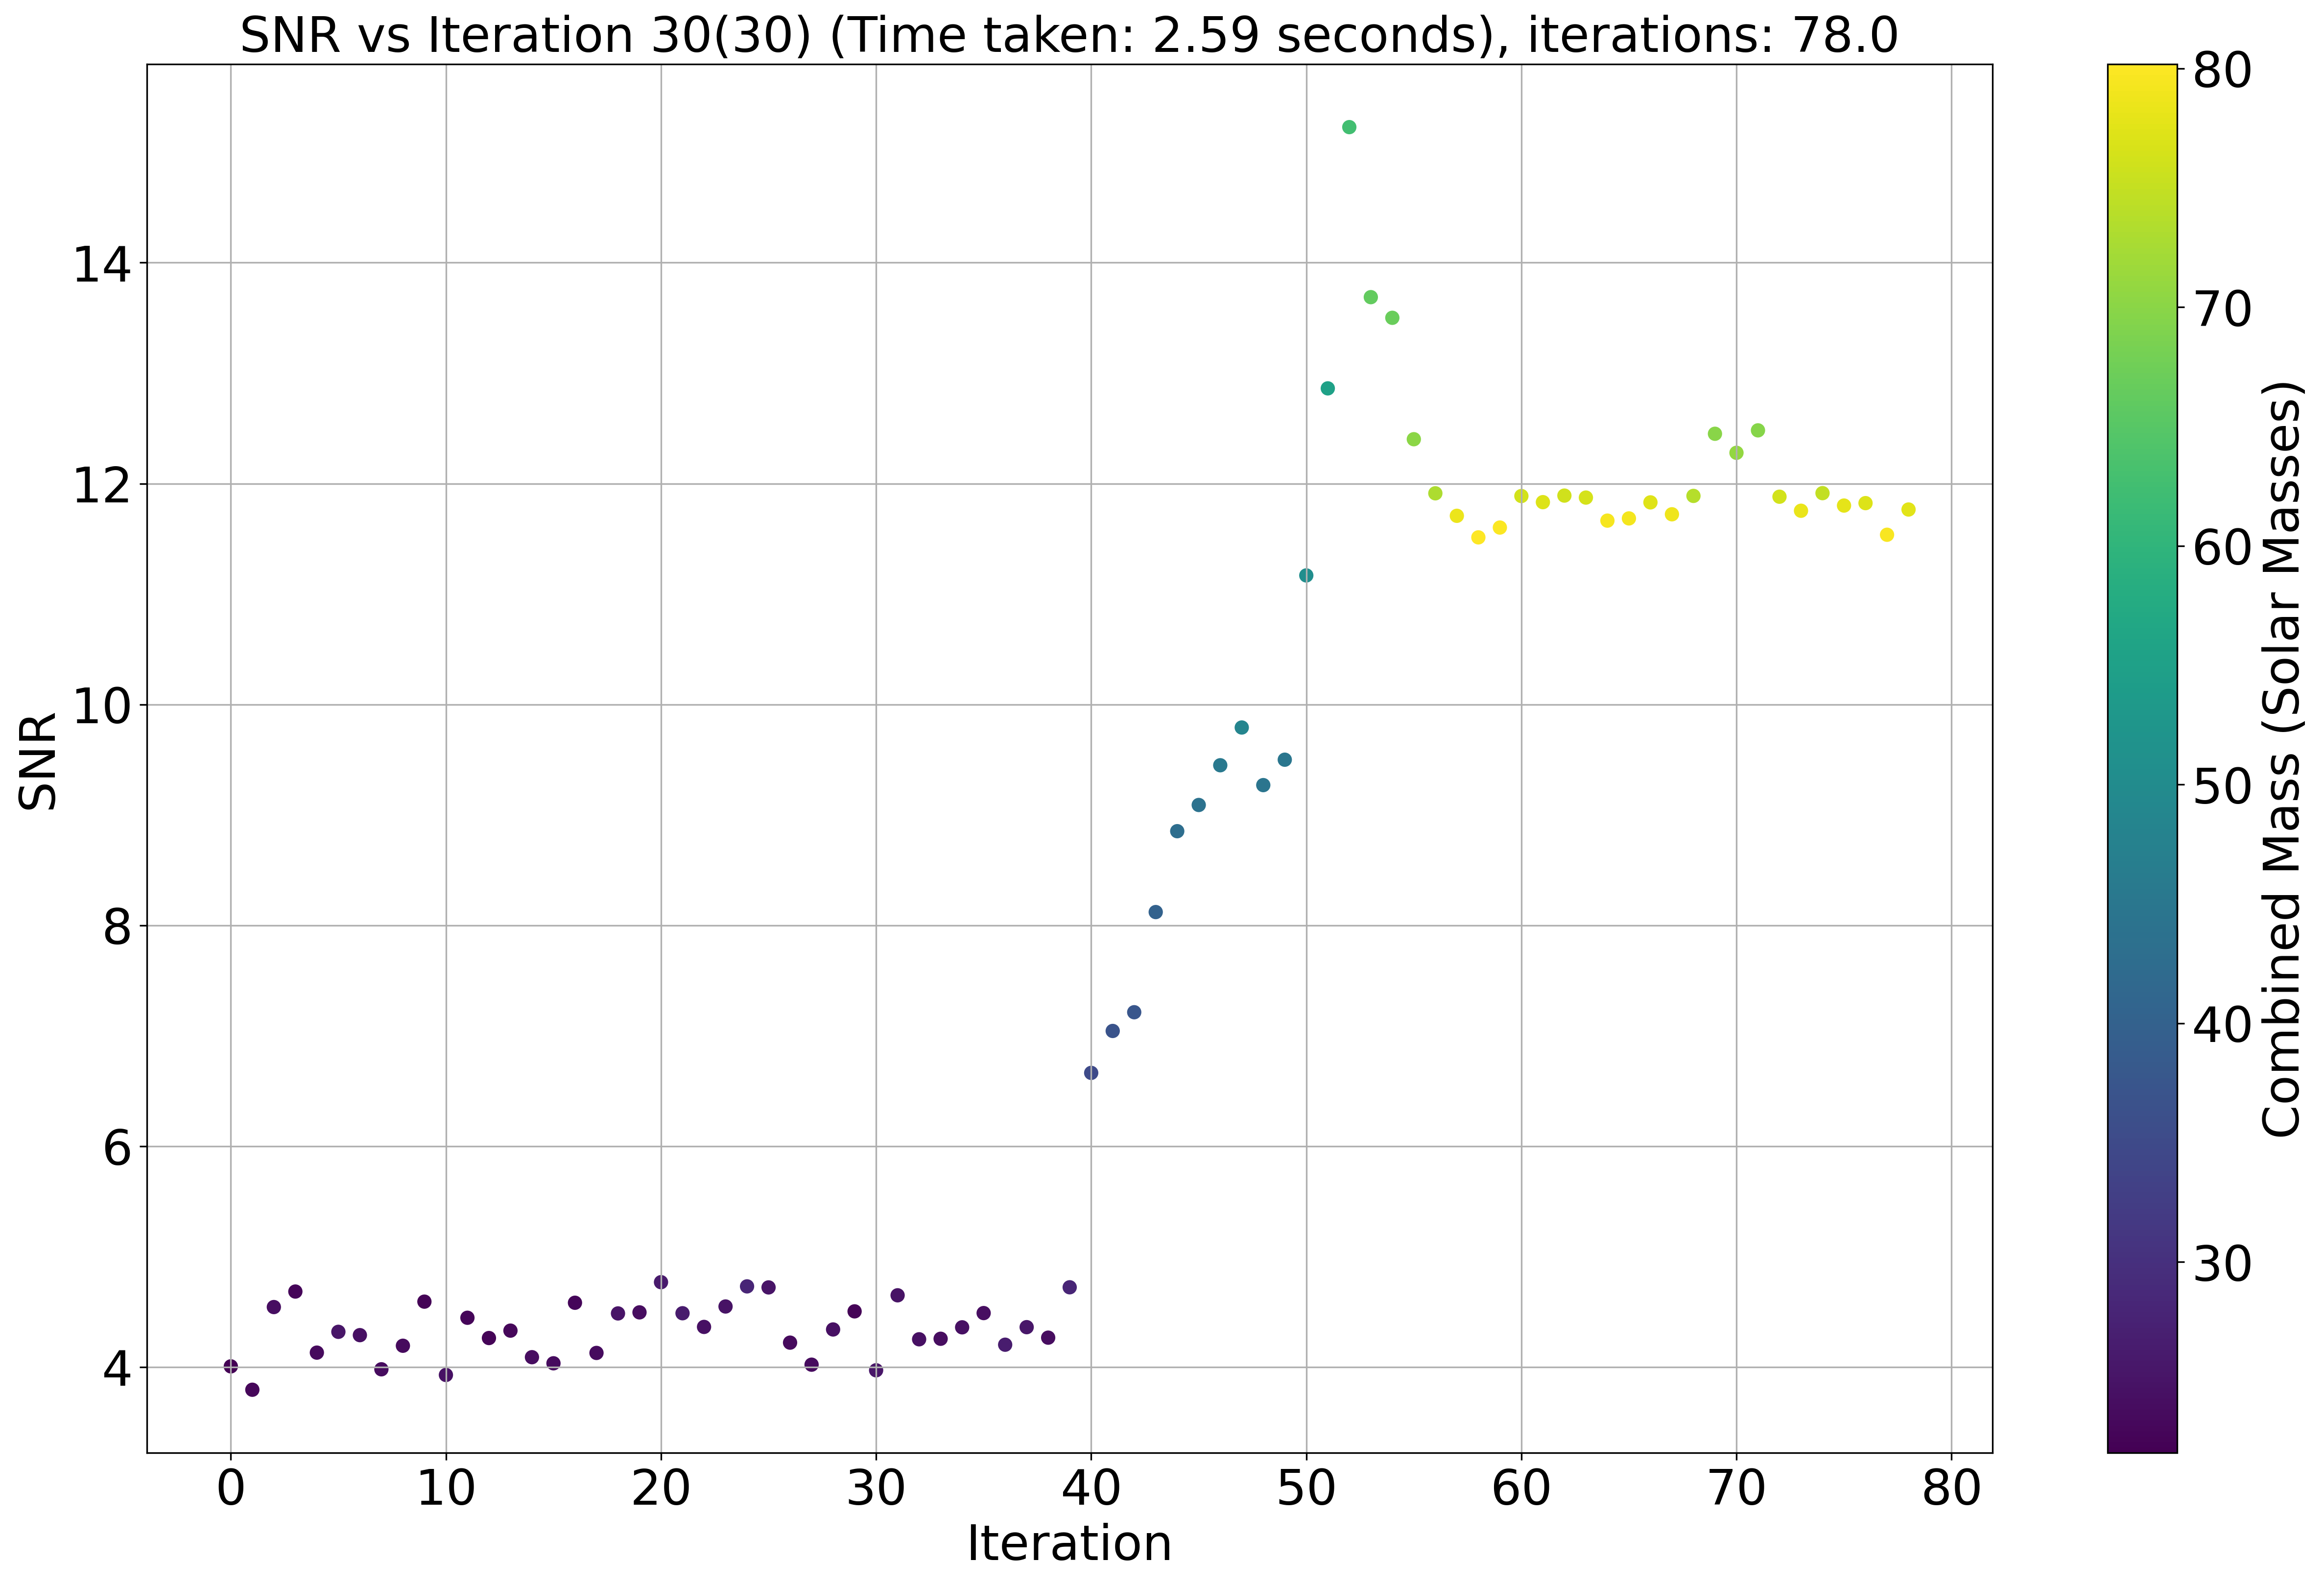 SNR vs Iteration 30(30) (Time taken: 2.59 seconds), iterations: 78.0
SNR
14
12
10
8
6
4
0 10 20 30 40 50 60 70 80
Iteration
80
70
60
50
40
30
Combined Mass (Solar Masses)